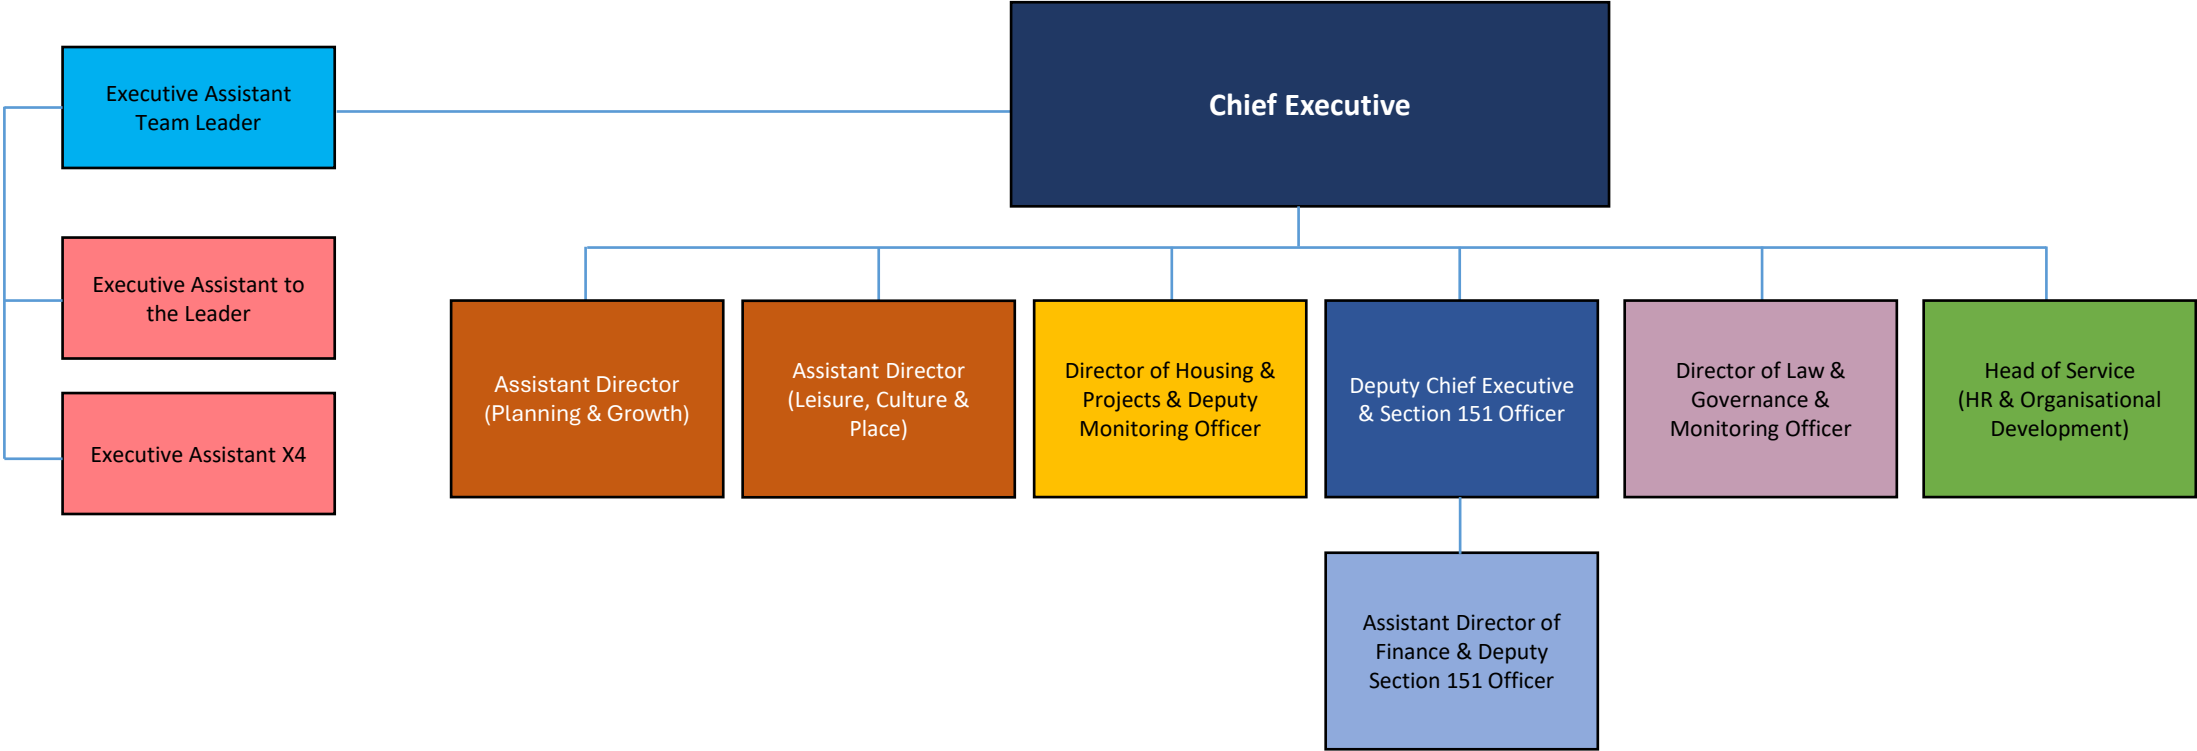 Chief Executive
Executive Assistant
Team Leader
Executive Assistant to
the Leader
Executive Assistant X4
Assistant Director
(Planning & Growth)
Assistant Director
(Leisure, Culture &
Place)
Director of Housing &
Projects & Deputy
Monitoring Officer
Deputy Chief Executive
& Section 151 Officer
Director of Law &
Governance &
Monitoring Officer
Head of Service
(HR & Organisational
Development)
Assistant Director of
Finance & Deputy
Section 151 Officer